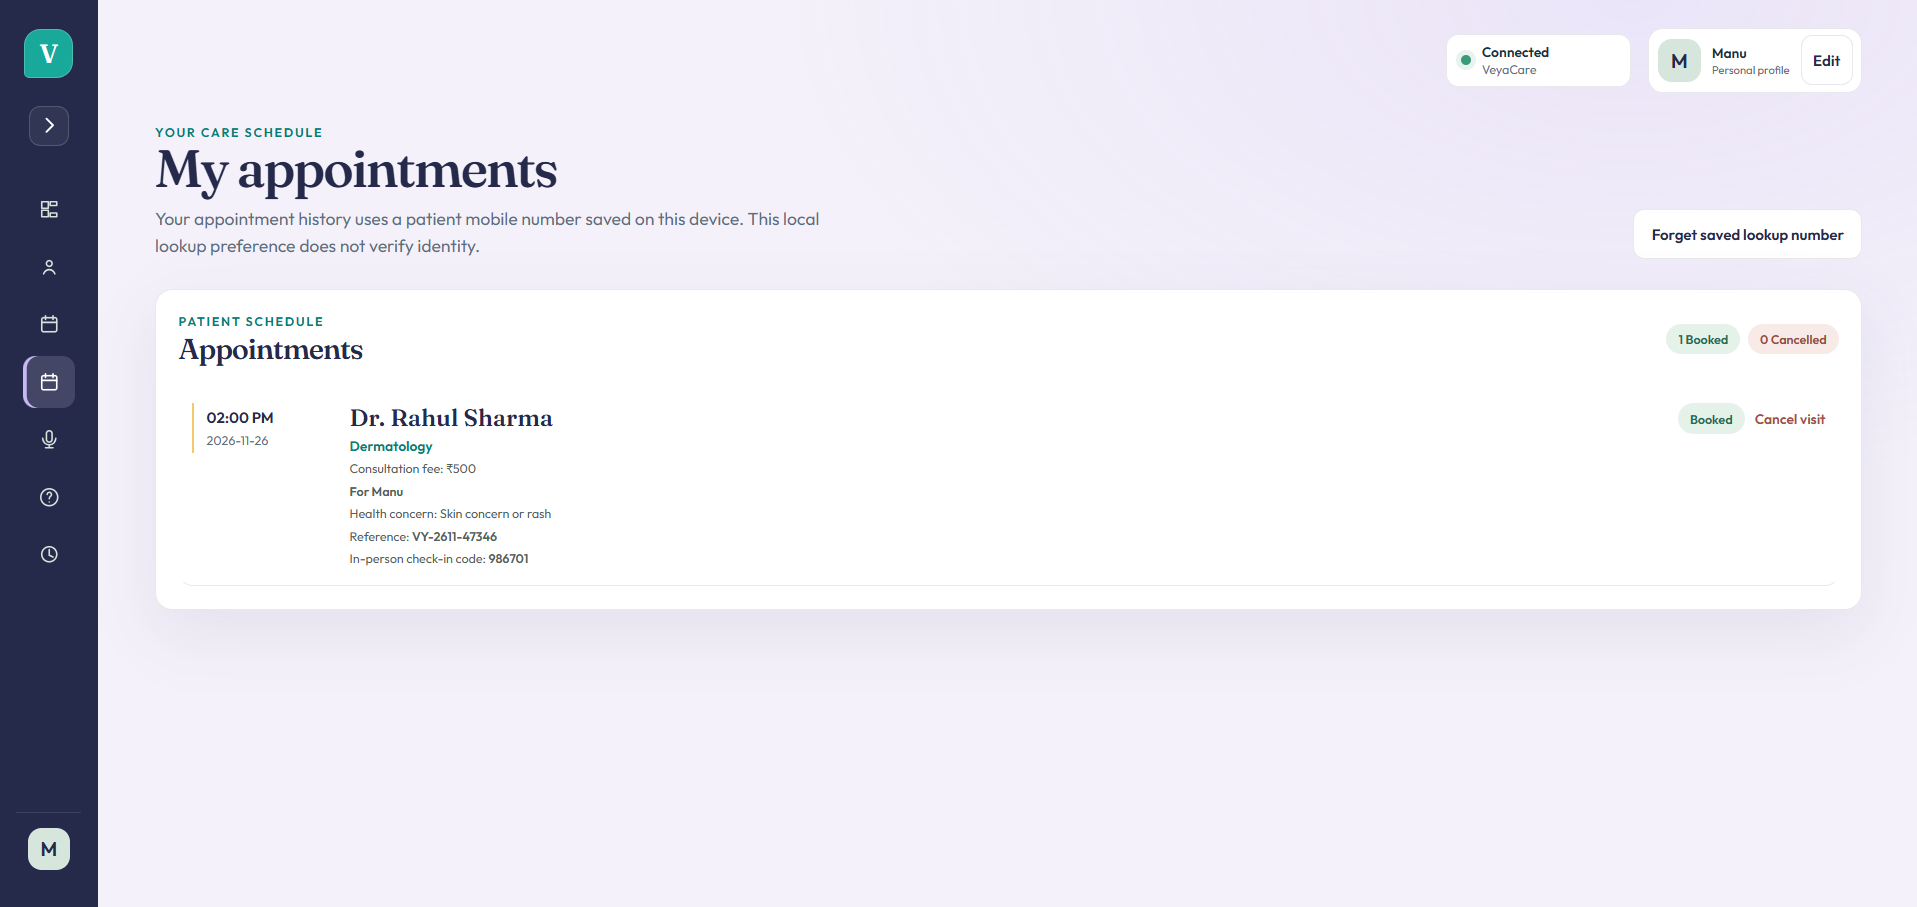 V
Connected
VeyaCare
M
Manu
Personal profile
Edit
YOUR CARE SCHEDULE
My appointments
Your appointment history uses a patient mobile number saved on this device. This local
lookup preference does not verify identity.
Forget saved lookup number
PATIENT SCHEDULE
Appointments
1 Booked
0 Cancelled
02:00 PM
2026-11-26
Dr. Rahul Sharma
Dermatology
Consultation fee: ₹500
For Manu
Health concern: Skin concern or rash
Reference: VY-2611-47346
In-person check-in code: 986701
Booked
Cancel visit
M